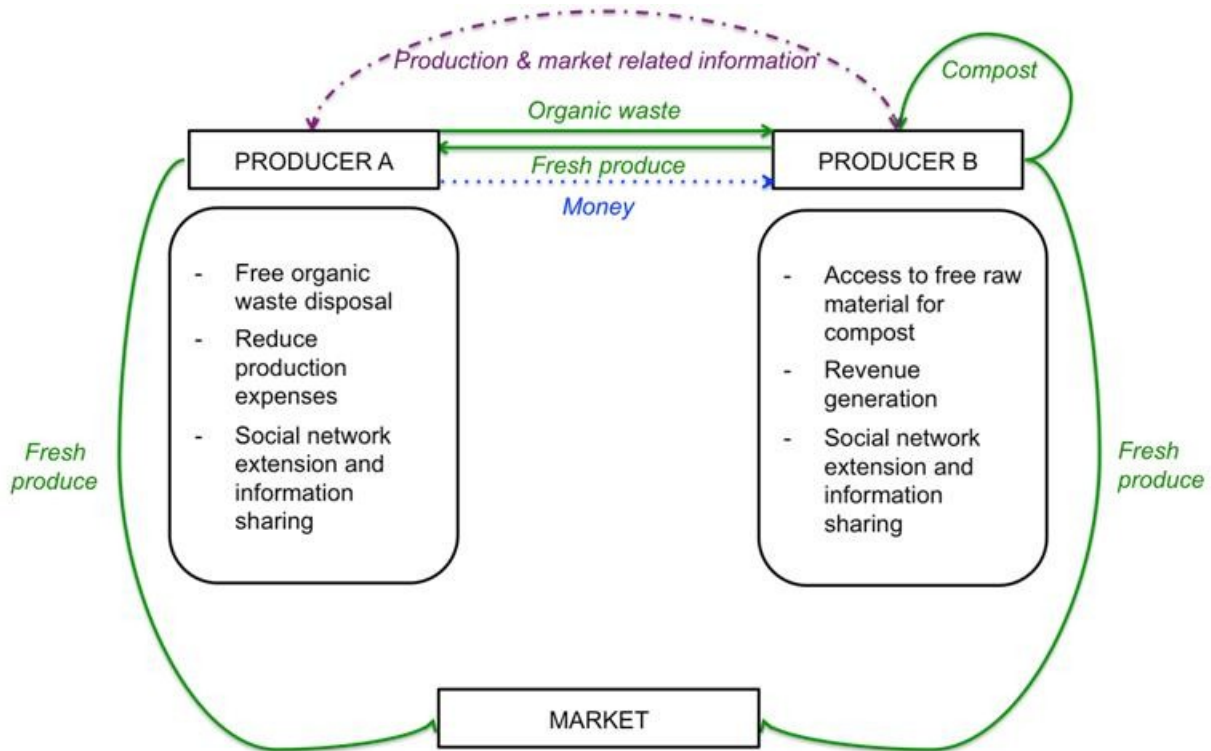 Production & market related information
Compost
Organic waste
PRODUCER A
PRODUCER B
Fresh produce
Money
- Free organic
waste disposal
- Reduce
production
expenses
- Social network
extension and
information
sharing
- Access to free raw
material for
compost
- Revenue
generation
- Social network
extension and
information
sharing
Fresh
produce
Fresh
produce
MARKET